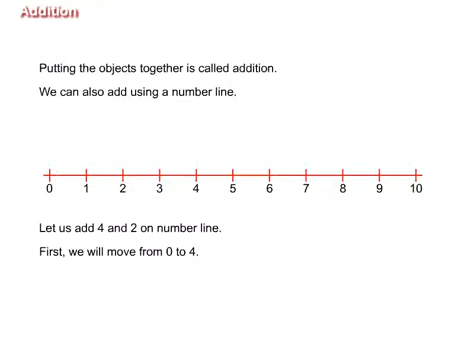 Addition
Putting the objects together is called addition.
We can also add using a number line.
0 1 2 3 4 5 6 7 8 9 10
Let us add 4 and 2 on number line.
First, we will move from 0 to 4.